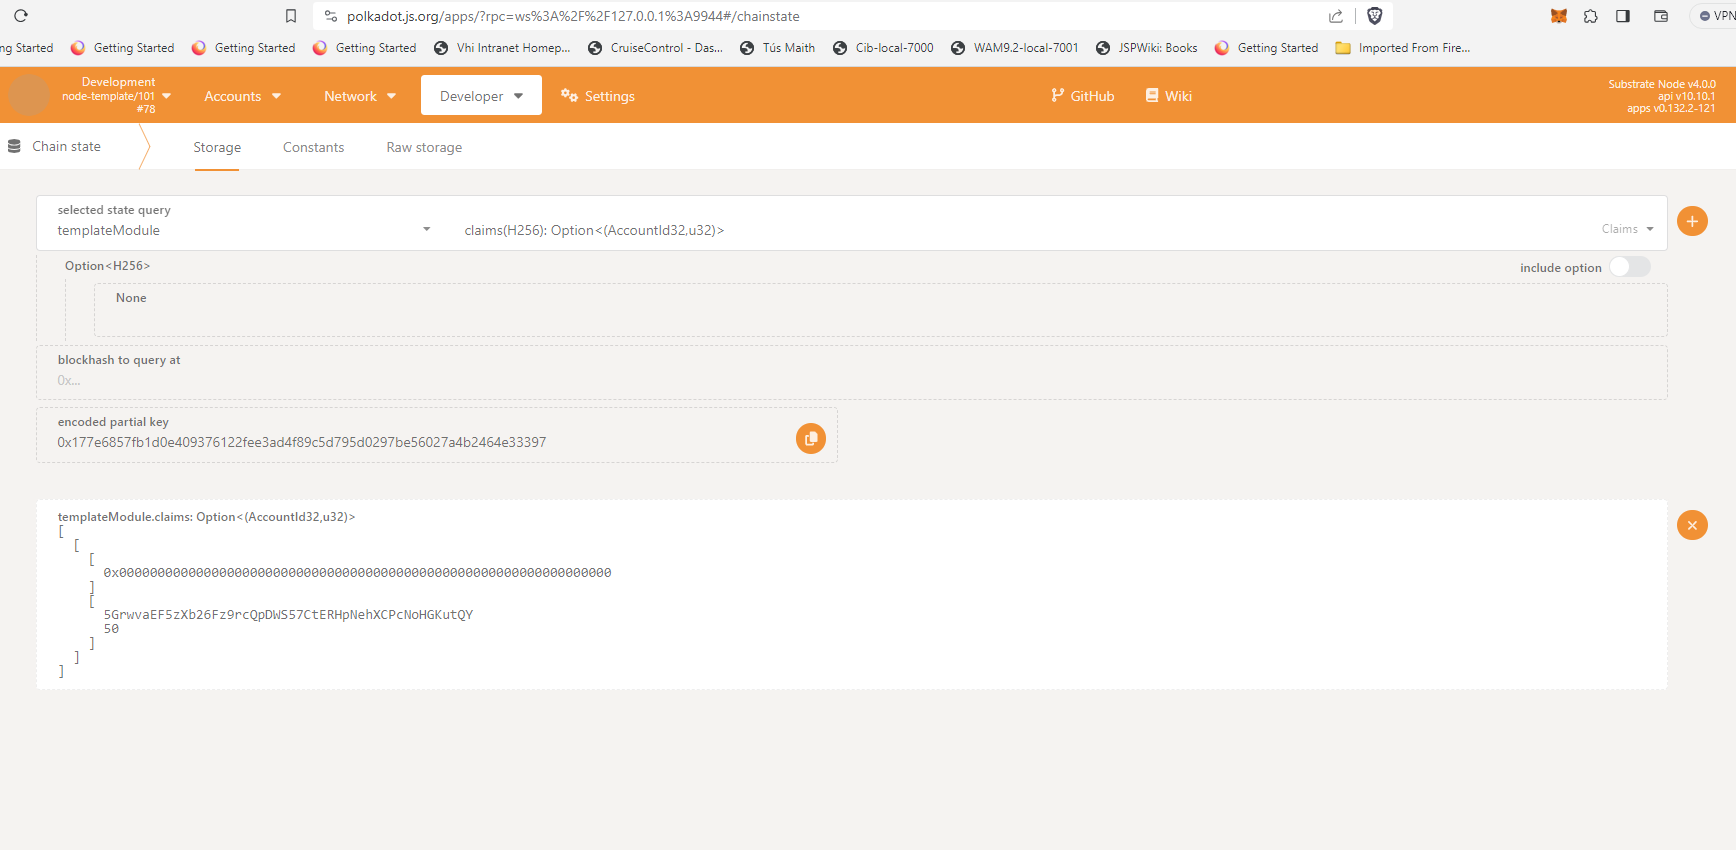 polkadot.js.org/apps/?rpc=ws%3A%2F%2F127.0.0.1%3A9944#/chainstate
VPN
ng Started Getting Started Getting Started Getting Started Vhi Intranet Homep... CruiseControl - Das... Tús Maith Cib-local-7000 WAM9.2-local-7001 JSPWiki: Books Getting Started Imported From Fire...
Development
node-template/101
#78
Accounts Network Developer Settings GitHub Wiki
Substrate Node v4.0.0
api v10.10.1
apps v0.132.2-121
Chain state Storage Constants Raw storage
selected state query
templateModule claims(H256): Option<(AccountId32,u32)> Claims
Option<H256> include option
None
blockhash to query at
0x...
encoded partial key
0x177e6857fb1d0e409376122fee3ad4f89c5d795d0297be56027a4b2464e33397
templateModule.claims: Option<(AccountId32,u32)>
[
[
[
0x0000000000000000000000000000000000000000000000000000000000000000
]
[
5GrwvaEF5zXb26Fz9rcQpDWS57CtERHpNehXCPcNoHGKutQY
50
]
]
]